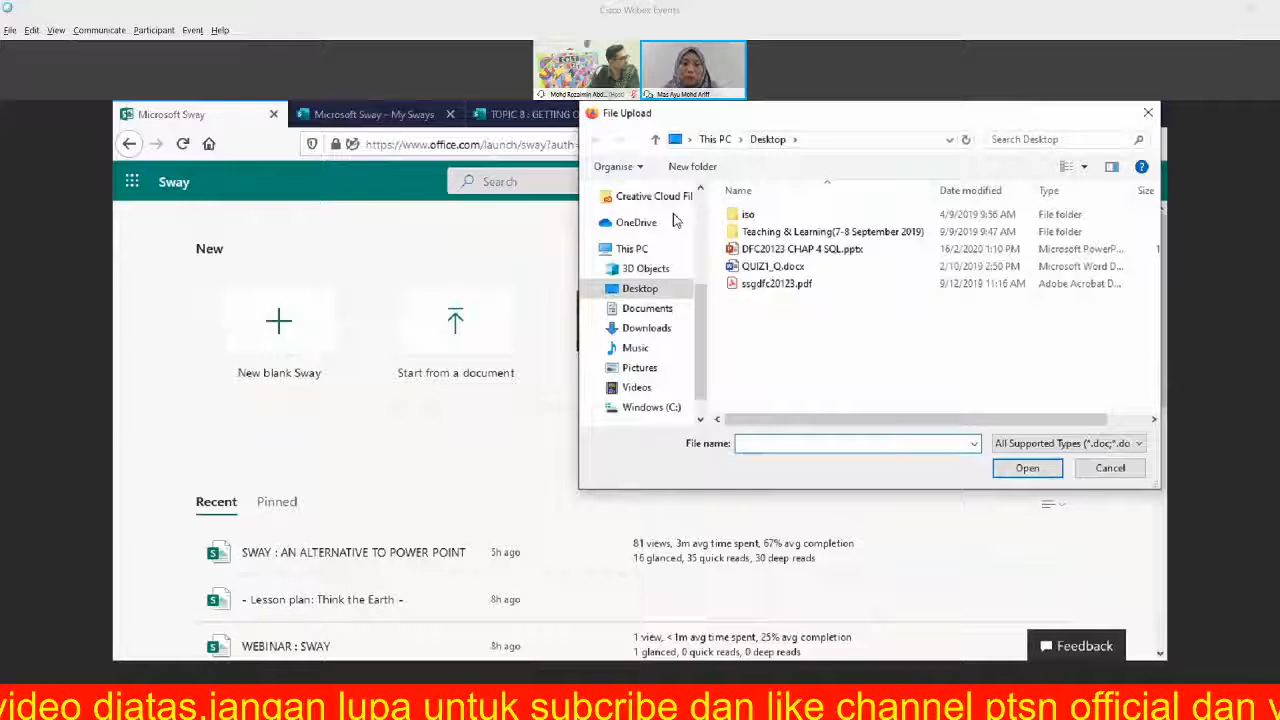 Cisco Webex Events
File Edit View Communicate Participant Event Help
Mohd Rozaimin Abd... (Host)
Mas Ayu Mohd Ariff
Microsoft Sway
Microsoft Sway – My Sways
TOPIC 8 : GETTING O
File Upload
https://www.office.com/launch/sway?auth=
This PC > Desktop >
Search Desktop
Organise
New folder
Sway
Search
Creative Cloud Fil
OneDrive
This PC
3D Objects
Desktop
Documents
Downloads
Music
Pictures
Videos
Windows (C:)
Name Date modified Type Size
iso 4/9/2019 9:56 AM File folder
Teaching & Learning(7-8 September 2019) 9/9/2019 9:47 AM File folder
DFC20123 CHAP 4 SQL.pptx 16/2/2020 1:10 PM Microsoft PowerP... 1
QUIZ1_Q.docx 2/10/2019 2:50 PM Microsoft Word D...
ssgdfc20123.pdf 9/12/2019 11:16 AM Adobe Acrobat D...
File name:
All Supported Types (*.doc;*.do
Open
Cancel
New
New blank Sway
Start from a document
Recent Pinned
SWAY : AN ALTERNATIVE TO POWER POINT 5h ago
81 views, 3m avg time spent, 67% avg completion
16 glanced, 35 quick reads, 30 deep reads
- Lesson plan: Think the Earth - 8h ago
WEBINAR : SWAY 8h ago
1 view, < 1m avg time spent, 25% avg completion
1 glanced, 0 quick reads, 0 deep reads
Feedback
video diatas,jangan lupa untuk subcribe dan like channel ptsn official dan